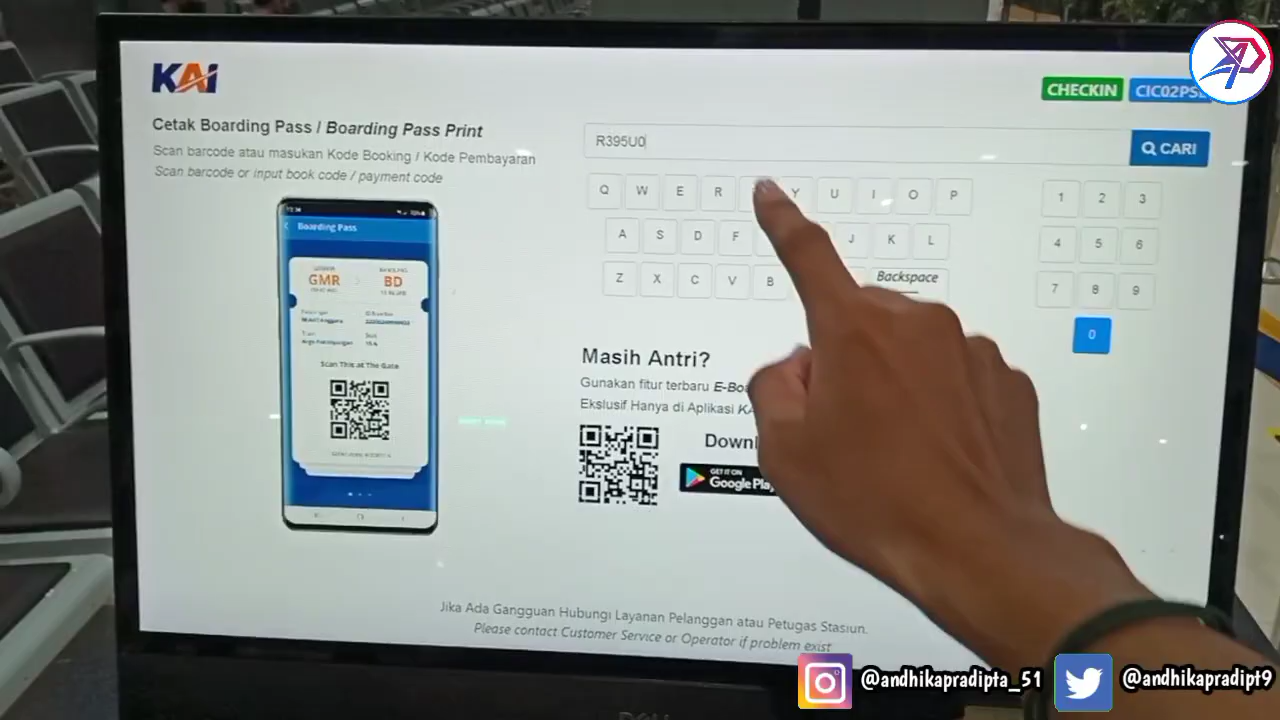 KAI
CHECKIN
CIC02PS
Cetak Boarding Pass / Boarding Pass Print
Scan barcode atau masukan Kode Booking / Kode Pembayaran
Scan barcode or input book code / payment code
R395U0
CARI
Q W E R Y U I O P
A S D F J K L
Z X C V B Backspace
1 2 3
4 5 6
7 8 9
0
Boarding Pass
GMR
BD
Scan This at The Gate
Masih Antri?
Gunakan fitur terbaru E-Bo
Ekslusif Hanya di Aplikasi KA
Downl
GET IT ON
Google Play
Jika Ada Gangguan Hubungi Layanan Pelanggan atau Petugas Stasiun.
Please contact Customer Service or Operator if problem exist
@andhikapradipta_51
@andhikapradipt9